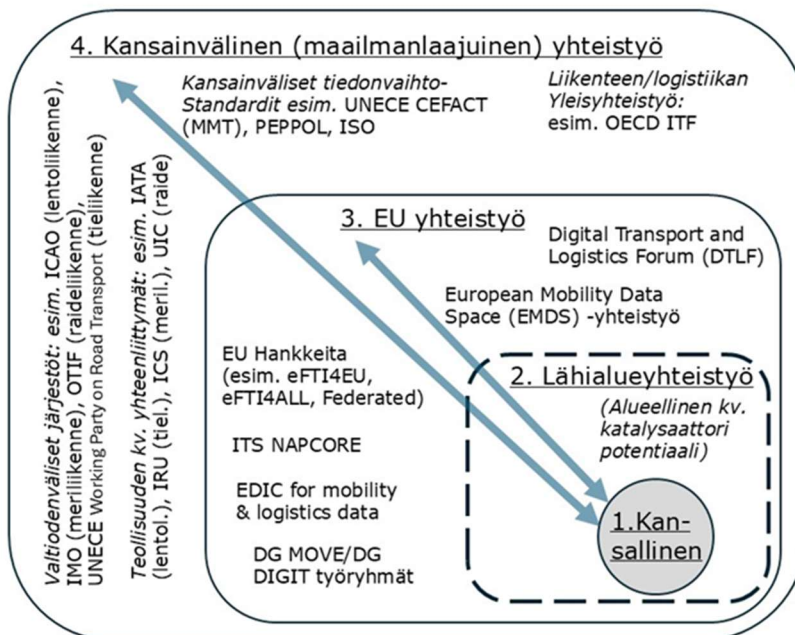 4. Kansainvälinen (maailmanlaajuinen) yhteistyö
Kansainväliset tiedonvaihto-
Standardit esim. UNECE CEFACT
(MMT), PEPPOL, ISO
Liikenteen/logistiikan
Yleisyhteistyö:
esim. OECD ITF
Valtiodenväliset järjestöt: esim. ICAO (lentoliikenne),
IMO (meriliikenne), OTIF (raideliikenne),
UNECE Working Party on Road Transport (tieliikenne)
Teollisuuden kv. yhteenliittymät: esim. IATA
(lentol.), IRU (tiel.), ICS (meril.), UIC (raide)
3. EU yhteistyö
Digital Transport and
Logistics Forum (DTLF)
European Mobility Data
Space (EMDS) -yhteistyö
EU Hankkeita
(esim. eFTI4EU,
eFTI4ALL, Federated)
ITS NAPCORE
EDIC for mobility
& logistics data
DG MOVE/DG
DIGIT työryhmät
2. Lähialueyhteistyö
(Alueellinen kv.
katalysaattori
potentiaali)
1.Kan-
sallinen